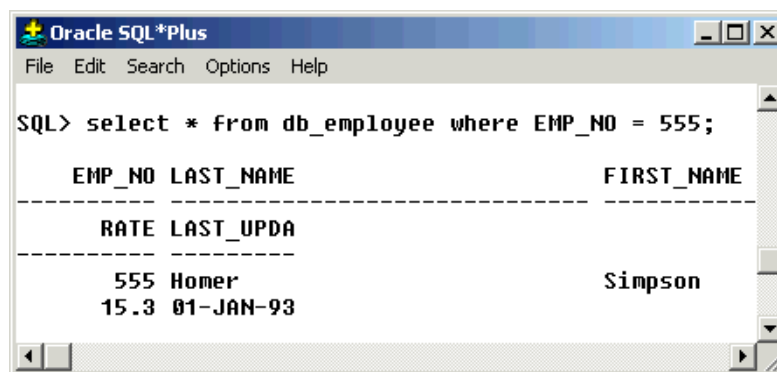 Oracle SQL*Plus
File Edit Search Options Help
SQL> select * from db_employee where EMP_NO = 555;
EMP_NO LAST_NAME FIRST_NAME
---------- ------------------------------ -----------
RATE LAST_UPDA
---------- ---------
555 Homer Simpson
15.3 01-JAN-93